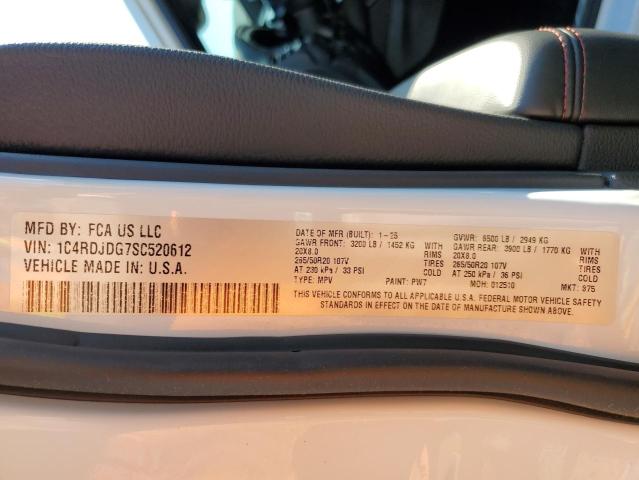 MFD BY: FCA US LLC
VIN: 1C4RDJDG7SC520612
VEHICLE MADE IN: U.S.A.
DATE OF MFR (BUILT): 1-25 GVWR: 6500 LB / 2949 KG
GAWR FRONT: 3200 LB / 1452 KG WITH GAWR REAR: 3900 LB / 1770 KG WITH
20X8.0 RIMS 20X8.0 RIMS
265/50R20 107V TIRES 265/50R20 107V TIRES
AT 230 kPa / 33 PSI COLD AT 250 kPa / 36 PSI COLD
TYPE: MPV PAINT: PW7 MDH: 012510 MKT: 975
THIS VEHICLE CONFORMS TO ALL APPLICABLE U.S.A. FEDERAL MOTOR VEHICLE SAFETY
STANDARDS IN EFFECT ON THE DATE OF MANUFACTURE SHOWN ABOVE.